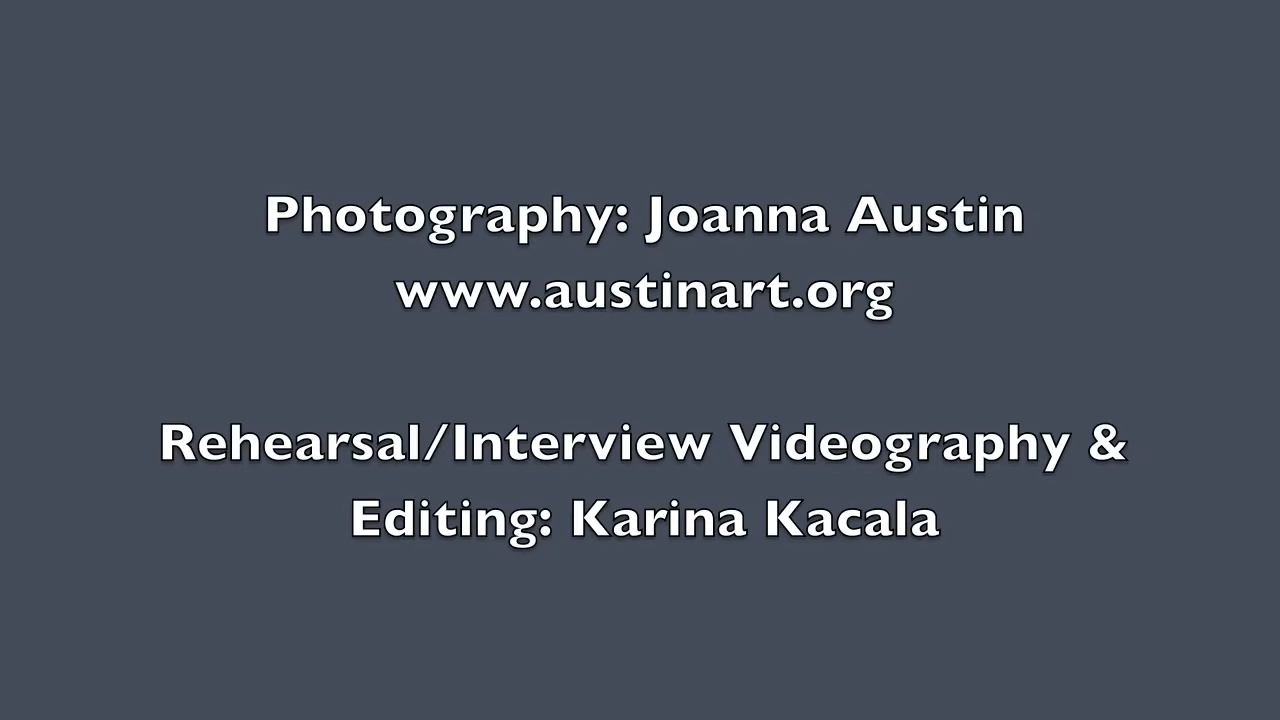 Photography: Joanna Austin
www.austinart.org
Rehearsal/Interview Videography &
Editing: Karina Kacala